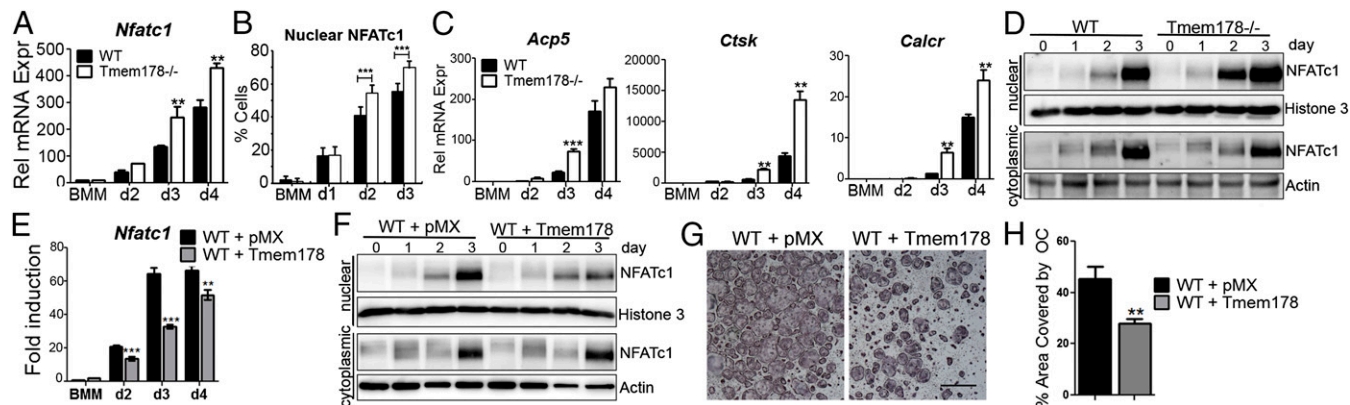 A
Nfatc1
Rel mRNA Expr
500
400
300
200
100
0
WT
Tmem178-/-
**
**
BMM d2 d3 d4
B
Nuclear NFATc1
% Cells
80
60
40
20
0
***
***
BMM d1 d2 d3
C
Acp5
Rel mRNA Expr
300
200
100
0
WT
Tmem178-/-
***
BMM d2 d3 d4
Ctsk
20000
15000
10000
5000
0
**
**
BMM d2 d3 d4
Calcr
30
20
10
0
**
**
BMM d2 d3 d4
D
WT Tmem178-/-
0 1 2 3 0 1 2 3 day
nuclear
NFATc1
Histone 3
cytoplasmic
NFATc1
Actin
E
Nfatc1
Fold induction
80
60
40
20
0
WT + pMX
WT + Tmem178
***
***
**
BMM d2 d3 d4
F
WT + pMX WT + Tmem178
0 1 2 3 0 1 2 3 day
nuclear
NFATc1
Histone 3
cytoplasmic
NFATc1
Actin
G
WT + pMX WT + Tmem178
H
% Area Covered by OC
60
40
20
0
**
WT + pMX
WT + Tmem178